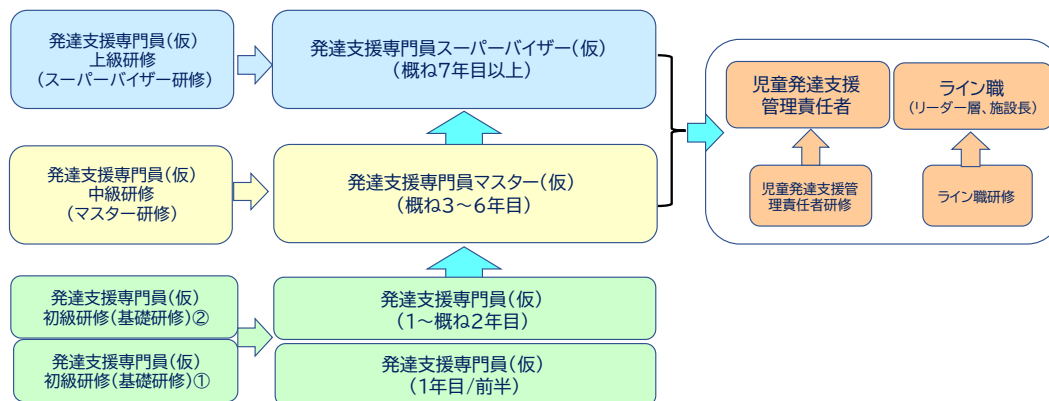 発達支援専門員(仮)
上級研修
(スーパーバイザー研修)
発達支援専門員スーパーバイザー(仮)
(概ね7年目以上)
児童発達支援
管理責任者
ライン職
(リーダー層、施設長)
児童発達支援管
理責任者研修
ライン職研修
発達支援専門員(仮)
中級研修
(マスター研修)
発達支援専門員マスター(仮)
(概ね3～6年目)
発達支援専門員(仮)
初級研修(基礎研修)②
発達支援専門員(仮)
(1～概ね2年目)
発達支援専門員(仮)
初級研修(基礎研修)①
発達支援専門員(仮)
(1年目/前半)